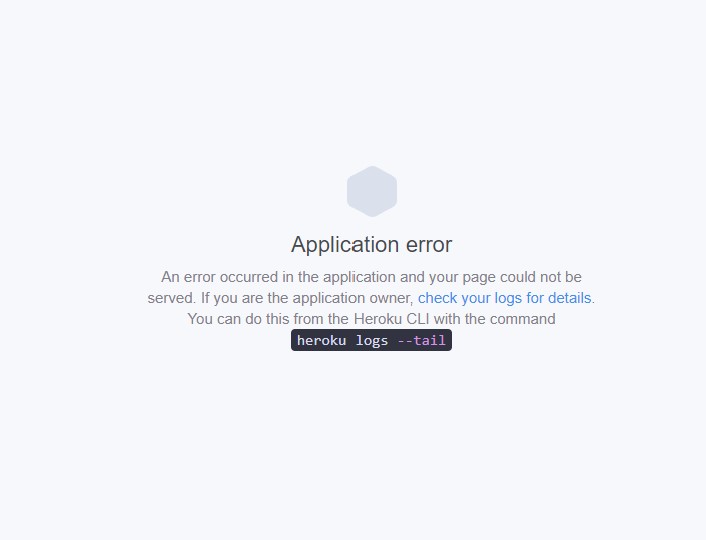 Application error
An error occurred in the application and your page could not be
served. If you are the application owner, check your logs for details.
You can do this from the Heroku CLI with the command
heroku logs --tail